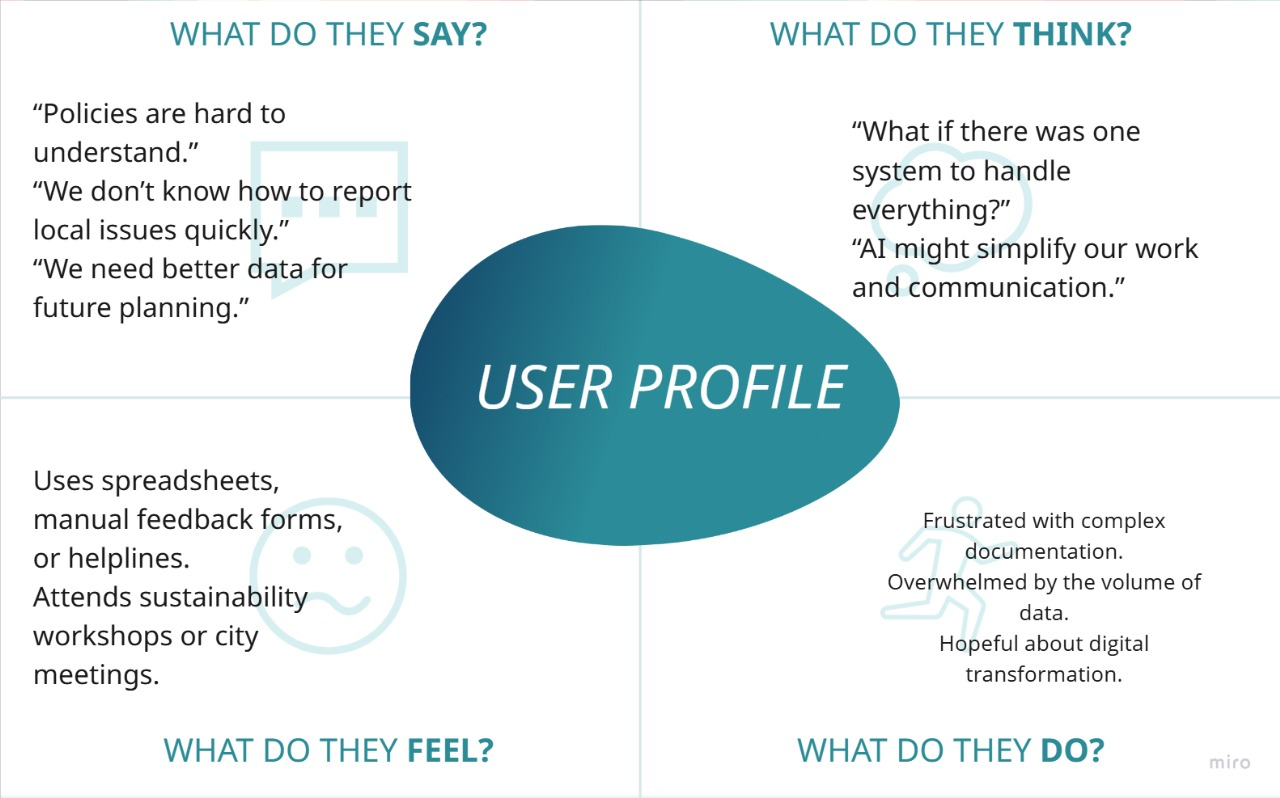 WHAT DO THEY SAY?
“Policies are hard to
understand.”
“We don’t know how to report
local issues quickly.”
“We need better data for
future planning.”
WHAT DO THEY THINK?
“What if there was one
system to handle
everything?”
“AI might simplify our work
and communication.”
USER PROFILE
Uses spreadsheets,
manual feedback forms,
or helplines.
Attends sustainability
workshops or city
meetings.
WHAT DO THEY FEEL?
Frustrated with complex
documentation.
Overwhelmed by the volume of
data.
Hopeful about digital
transformation.
WHAT DO THEY DO?
miro